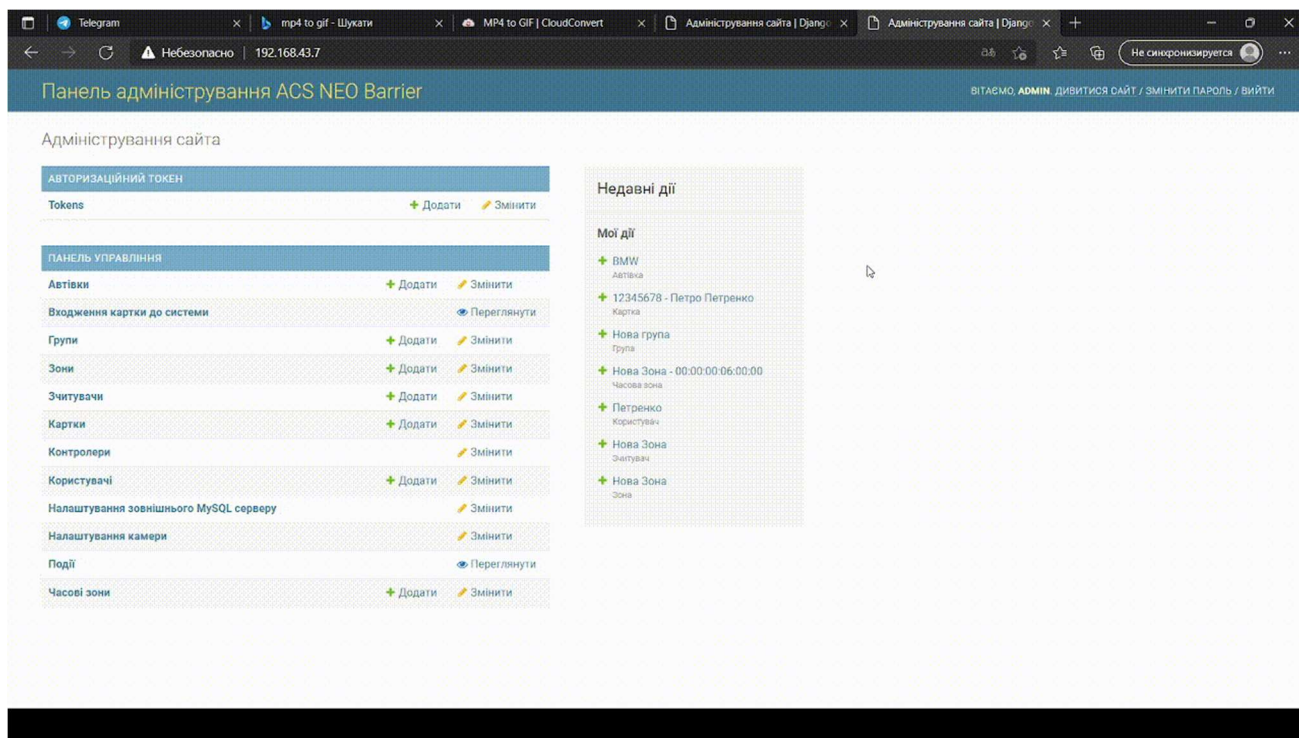 Telegram
mp4 to gif - Шукати
MP4 to GIF | CloudConvert
Адміністрування сайта | Django
Адміністрування сайта | Django
Небезопасно | 192.168.43.7
Не синхронизируется
Панель адміністрування ACS NEO Barrier
ВІТАЄМО, ADMIN. ДИВИТИСЯ САЙТ / ЗМІНИТИ ПАРОЛЬ / ВИЙТИ
Адміністрування сайта
АВТОРИЗАЦІЙНИЙ ТОКЕН
Tokens Додати Змінити
ПАНЕЛЬ УПРАВЛІННЯ
Автівки Додати Змінити
Входження картки до системи Переглянути
Групи Додати Змінити
Зони Додати Змінити
Зчитувачи Додати Змінити
Картки Додати Змінити
Контролери Змінити
Користувачі Додати Змінити
Налаштування зовнішнього MySQL серверу Змінити
Налаштування камери Змінити
Події Переглянути
Часові зони Додати Змінити
Недавні дії
Мої дії
BMW
Автівка
12345678 - Петро Петренко
Картка
Нова група
Група
Нова Зона - 00:00:00:06:00:00
Часова зона
Петренко
Користувач
Нова Зона
Зчитувач
Нова Зона
Зона